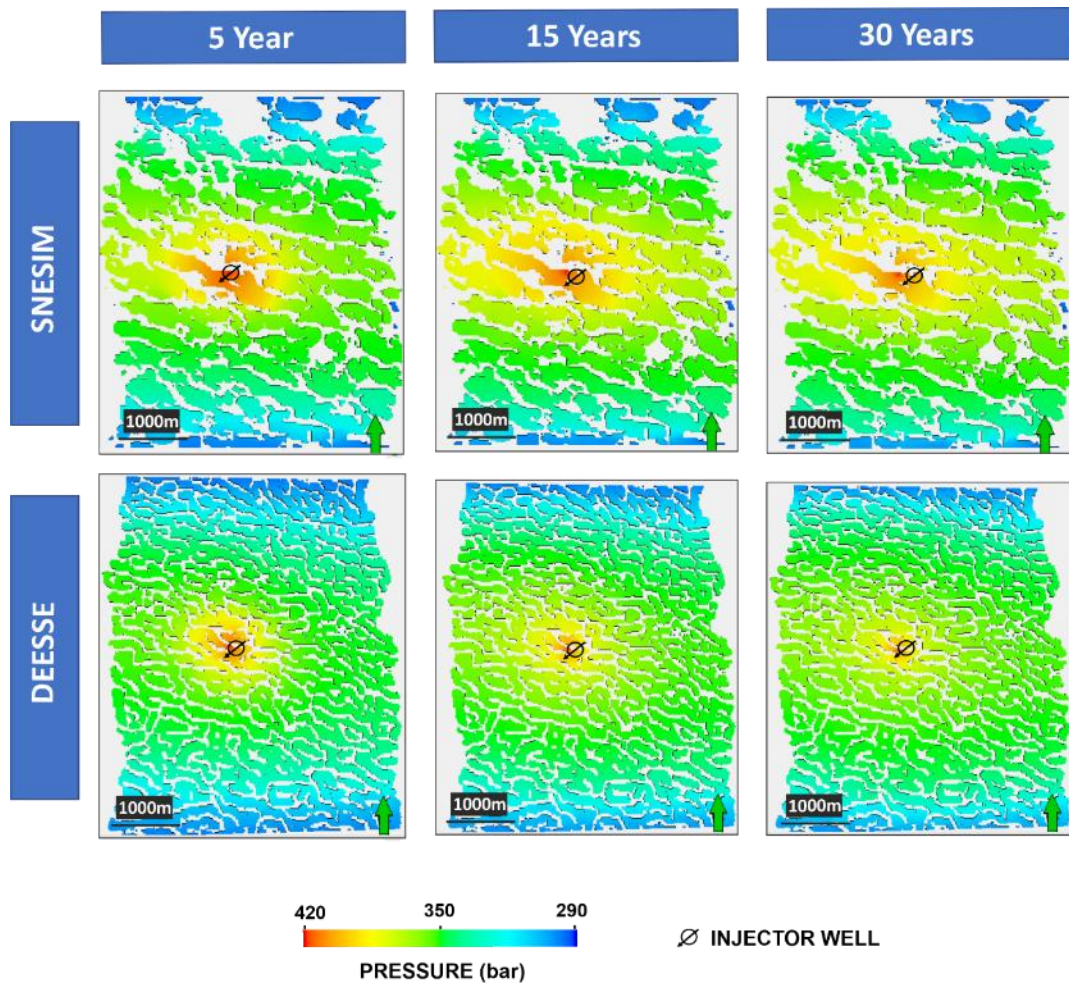 5 Year
15 Years
30 Years
SNESIM
1000m
1000m
1000m
DEESSE
1000m
1000m
1000m
420
350
290
PRESSURE (bar)
INJECTOR WELL